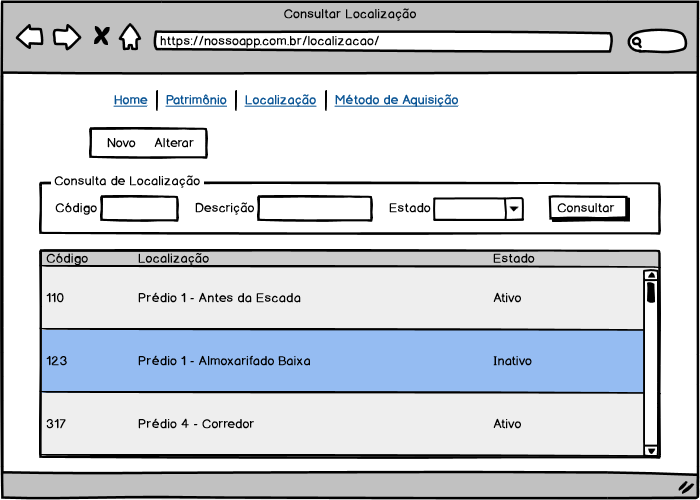 Consultar Localização
https://nossoapp.com.br/localizacao/
Home Patrimônio Localização Método de Aquisição
Novo Alterar
Consulta de Localização
Código Descrição Estado Consultar
Código Localização Estado
110 Prédio 1 - Antes da Escada Ativo
123 Prédio 1 - Almoxarifado Baixa Inativo
317 Prédio 4 - Corredor Ativo